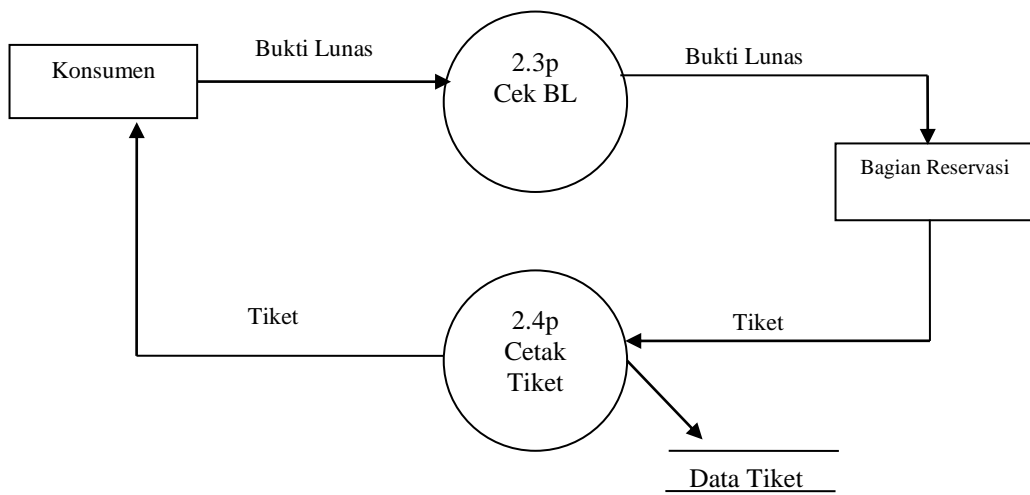 Bukti Lunas
Konsumen
2.3p
Cek BL
Bukti Lunas
Bagian Reservasi
Tiket
2.4p
Cetak
Tiket
Tiket
Data Tiket